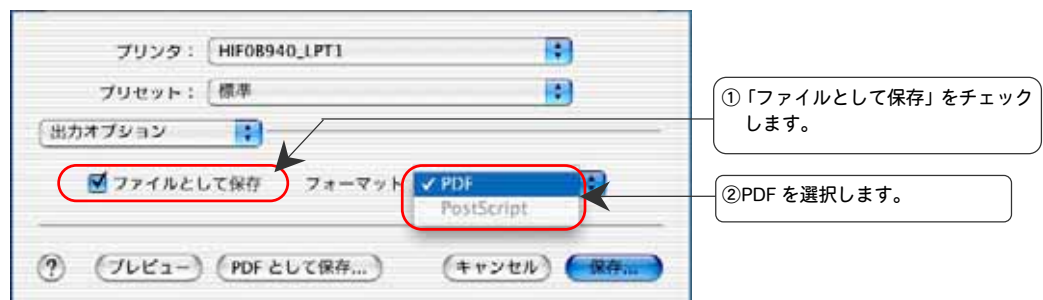 プリンタ： HIF0B940_LPT1
プリセット： 標準
出力オプション
ファイルとして保存 フォーマット ✓ PDF
PostScript
? プレビュー PDF として保存... キャンセル 保存...
①「ファイルとして保存」をチェック
します。
②PDF を選択します。